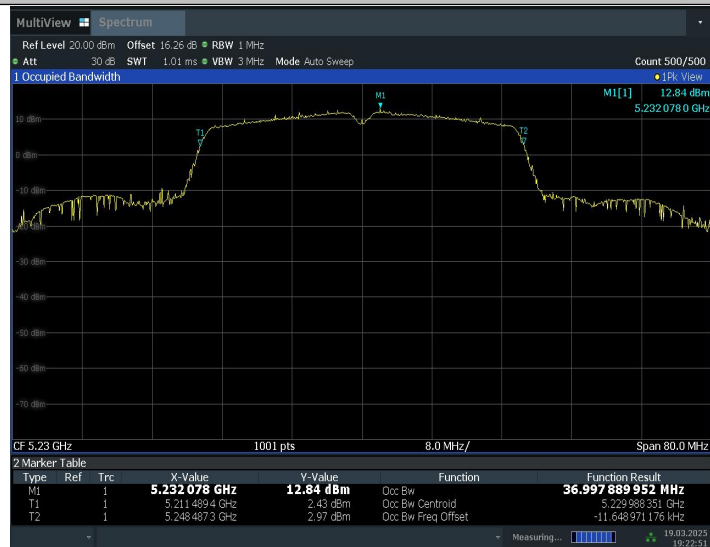 MultiView Spectrum
Ref Level 20.00 dBm Offset 16.26 dB RBW 1 MHz
Att 30 dB SWT 1.01 ms VBW 3 MHz Mode Auto Sweep Count 500/500
1 Occupied Bandwidth 1Pk View
M1[1] 12.84 dBm
5.232 078 0 GHz
M1
10 dBm
T1
T2
0 dBm
-10 dBm
-20 dBm
-30 dBm
-40 dBm
-50 dBm
-60 dBm
-70 dBm
CF 5.23 GHz 1001 pts 8.0 MHz/ Span 80.0 MHz
2 Marker Table
Type Ref Trc X-Value Y-Value Function Function Result
M1 1 5.232 078 GHz 12.84 dBm Occ Bw 36.997 889 952 MHz
T1 1 5.211 489 4 GHz 2.43 dBm Occ Bw Centroid 5.229 988 351 GHz
T2 1 5.248 487 3 GHz 2.97 dBm Occ Bw Freq Offset -11.648 971 176 kHz
Measuring... 19.03.2025
19:22:51